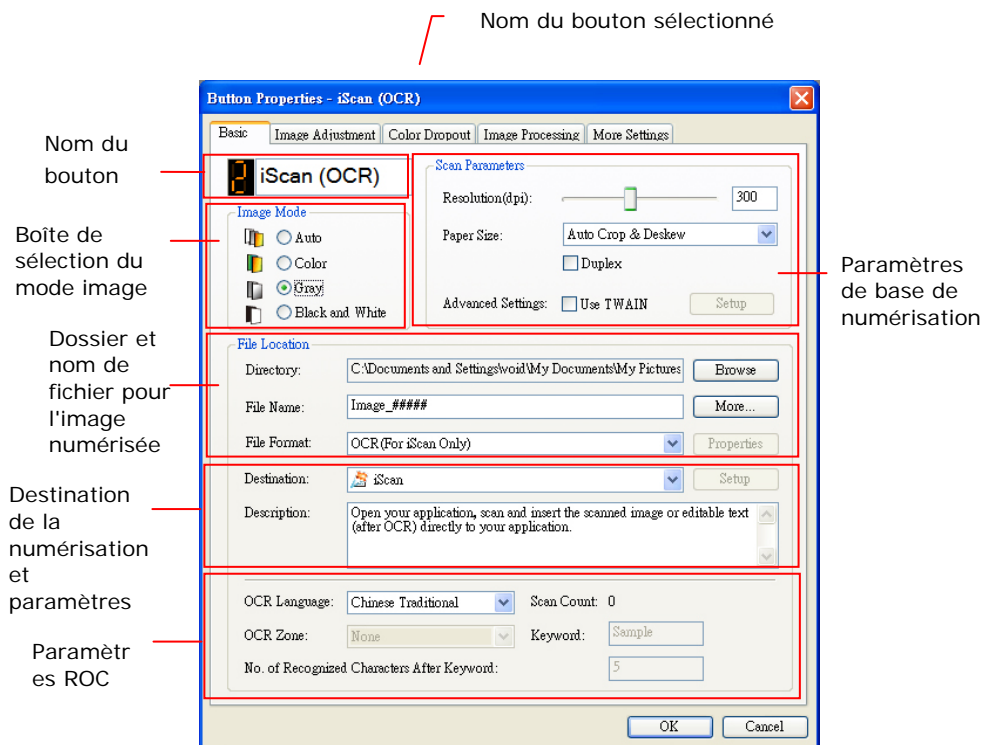 Nom du bouton sélectionné
Button Properties - iScan (OCR)
Basic
Image Adjustment
Color Dropout
Image Processing
More Settings
Nom du
bouton
2
iScan (OCR)
Scan Parameters
Resolution(dpi):
300
Paper Size:
Auto Crop & Deskew
Duplex
Advanced Settings:
Use TWAIN
Setup
Boîte de
sélection du
mode image
Image Mode
Auto
Color
Gray
Black and White
Paramètres
de base de
numérisation
Dossier et
nom de
fichier pour
l'image
numérisée
File Location
Directory:
C:\Documents and Settings\void\My Documents\My Pictures
Browse
File Name:
Image_#####
More...
File Format:
OCR(For iScan Only)
Properties
Destination
de la
numérisation
et
paramètres
Destination:
iScan
Setup
Description:
Open your application, scan and insert the scanned image or editable text
(after OCR) directly to your application.
Paramètr
es ROC
OCR Language:
Chinese Traditional
Scan Count: 0
OCR Zone:
None
Keyword:
Sample
No. of Recognized Characters After Keyword:
5
OK
Cancel